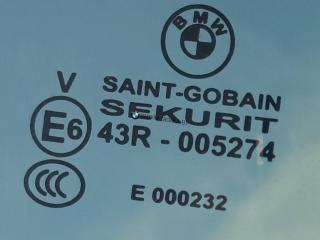 BMW
V SAINT-GOBAIN
SEKURIT
E6 43R - 005274
CCC E 000232